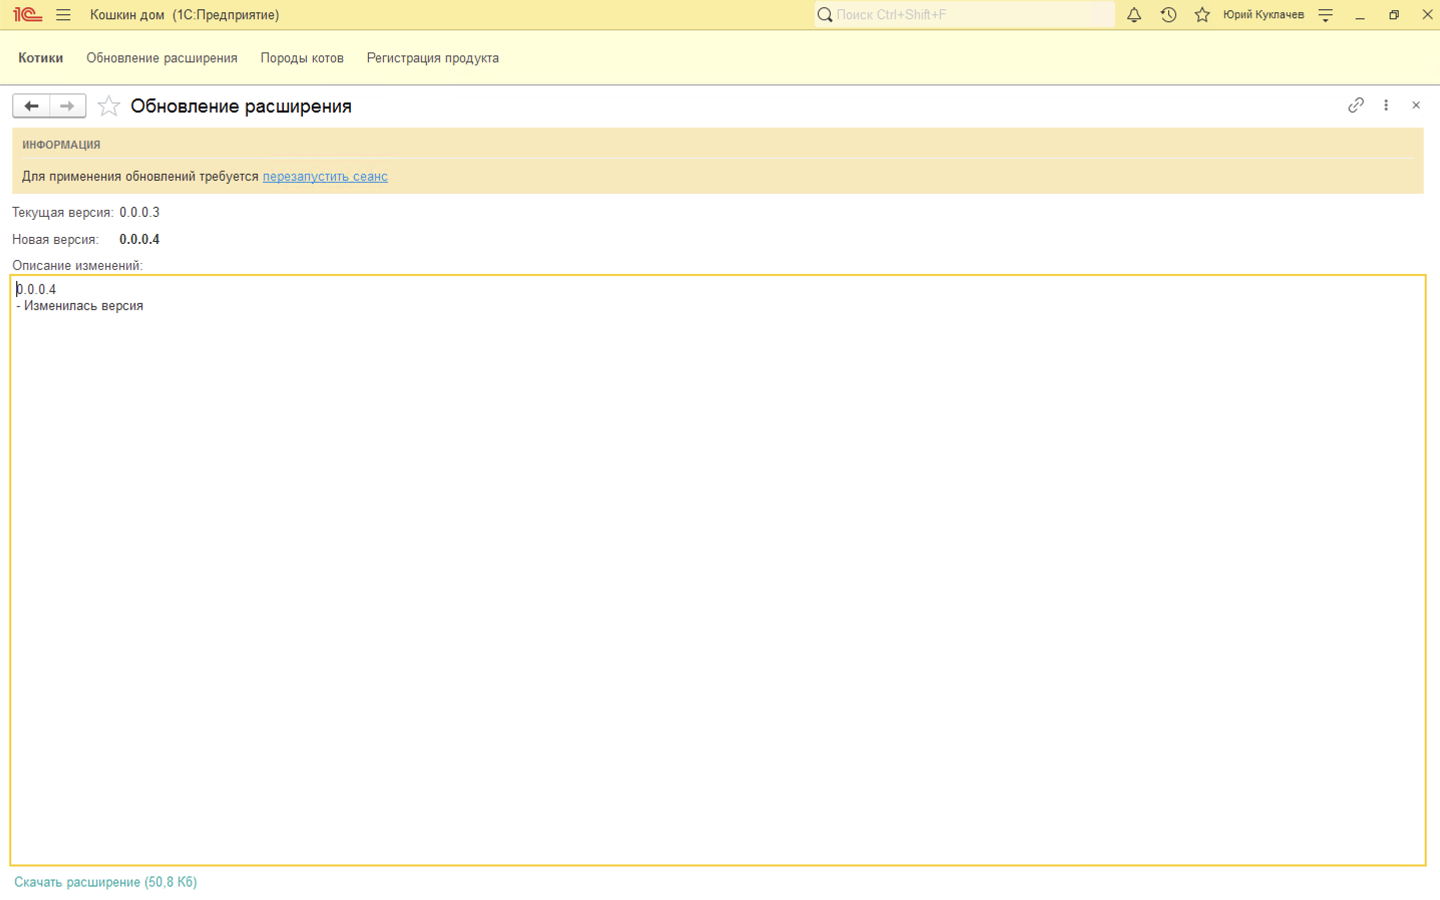 1С Кошкин дом (1С:Предприятие) Поиск Ctrl+Shift+F Юрий Куклачев
Котики Обновление расширения Породы котов Регистрация продукта
Обновление расширения
ИНФОРМАЦИЯ
Для применения обновлений требуется перезапустить сеанс
Текущая версия: 0.0.0.3
Новая версия: 0.0.0.4
Описание изменений:
0.0.0.4
- Изменилась версия
Скачать расширение (50,8 Кб)